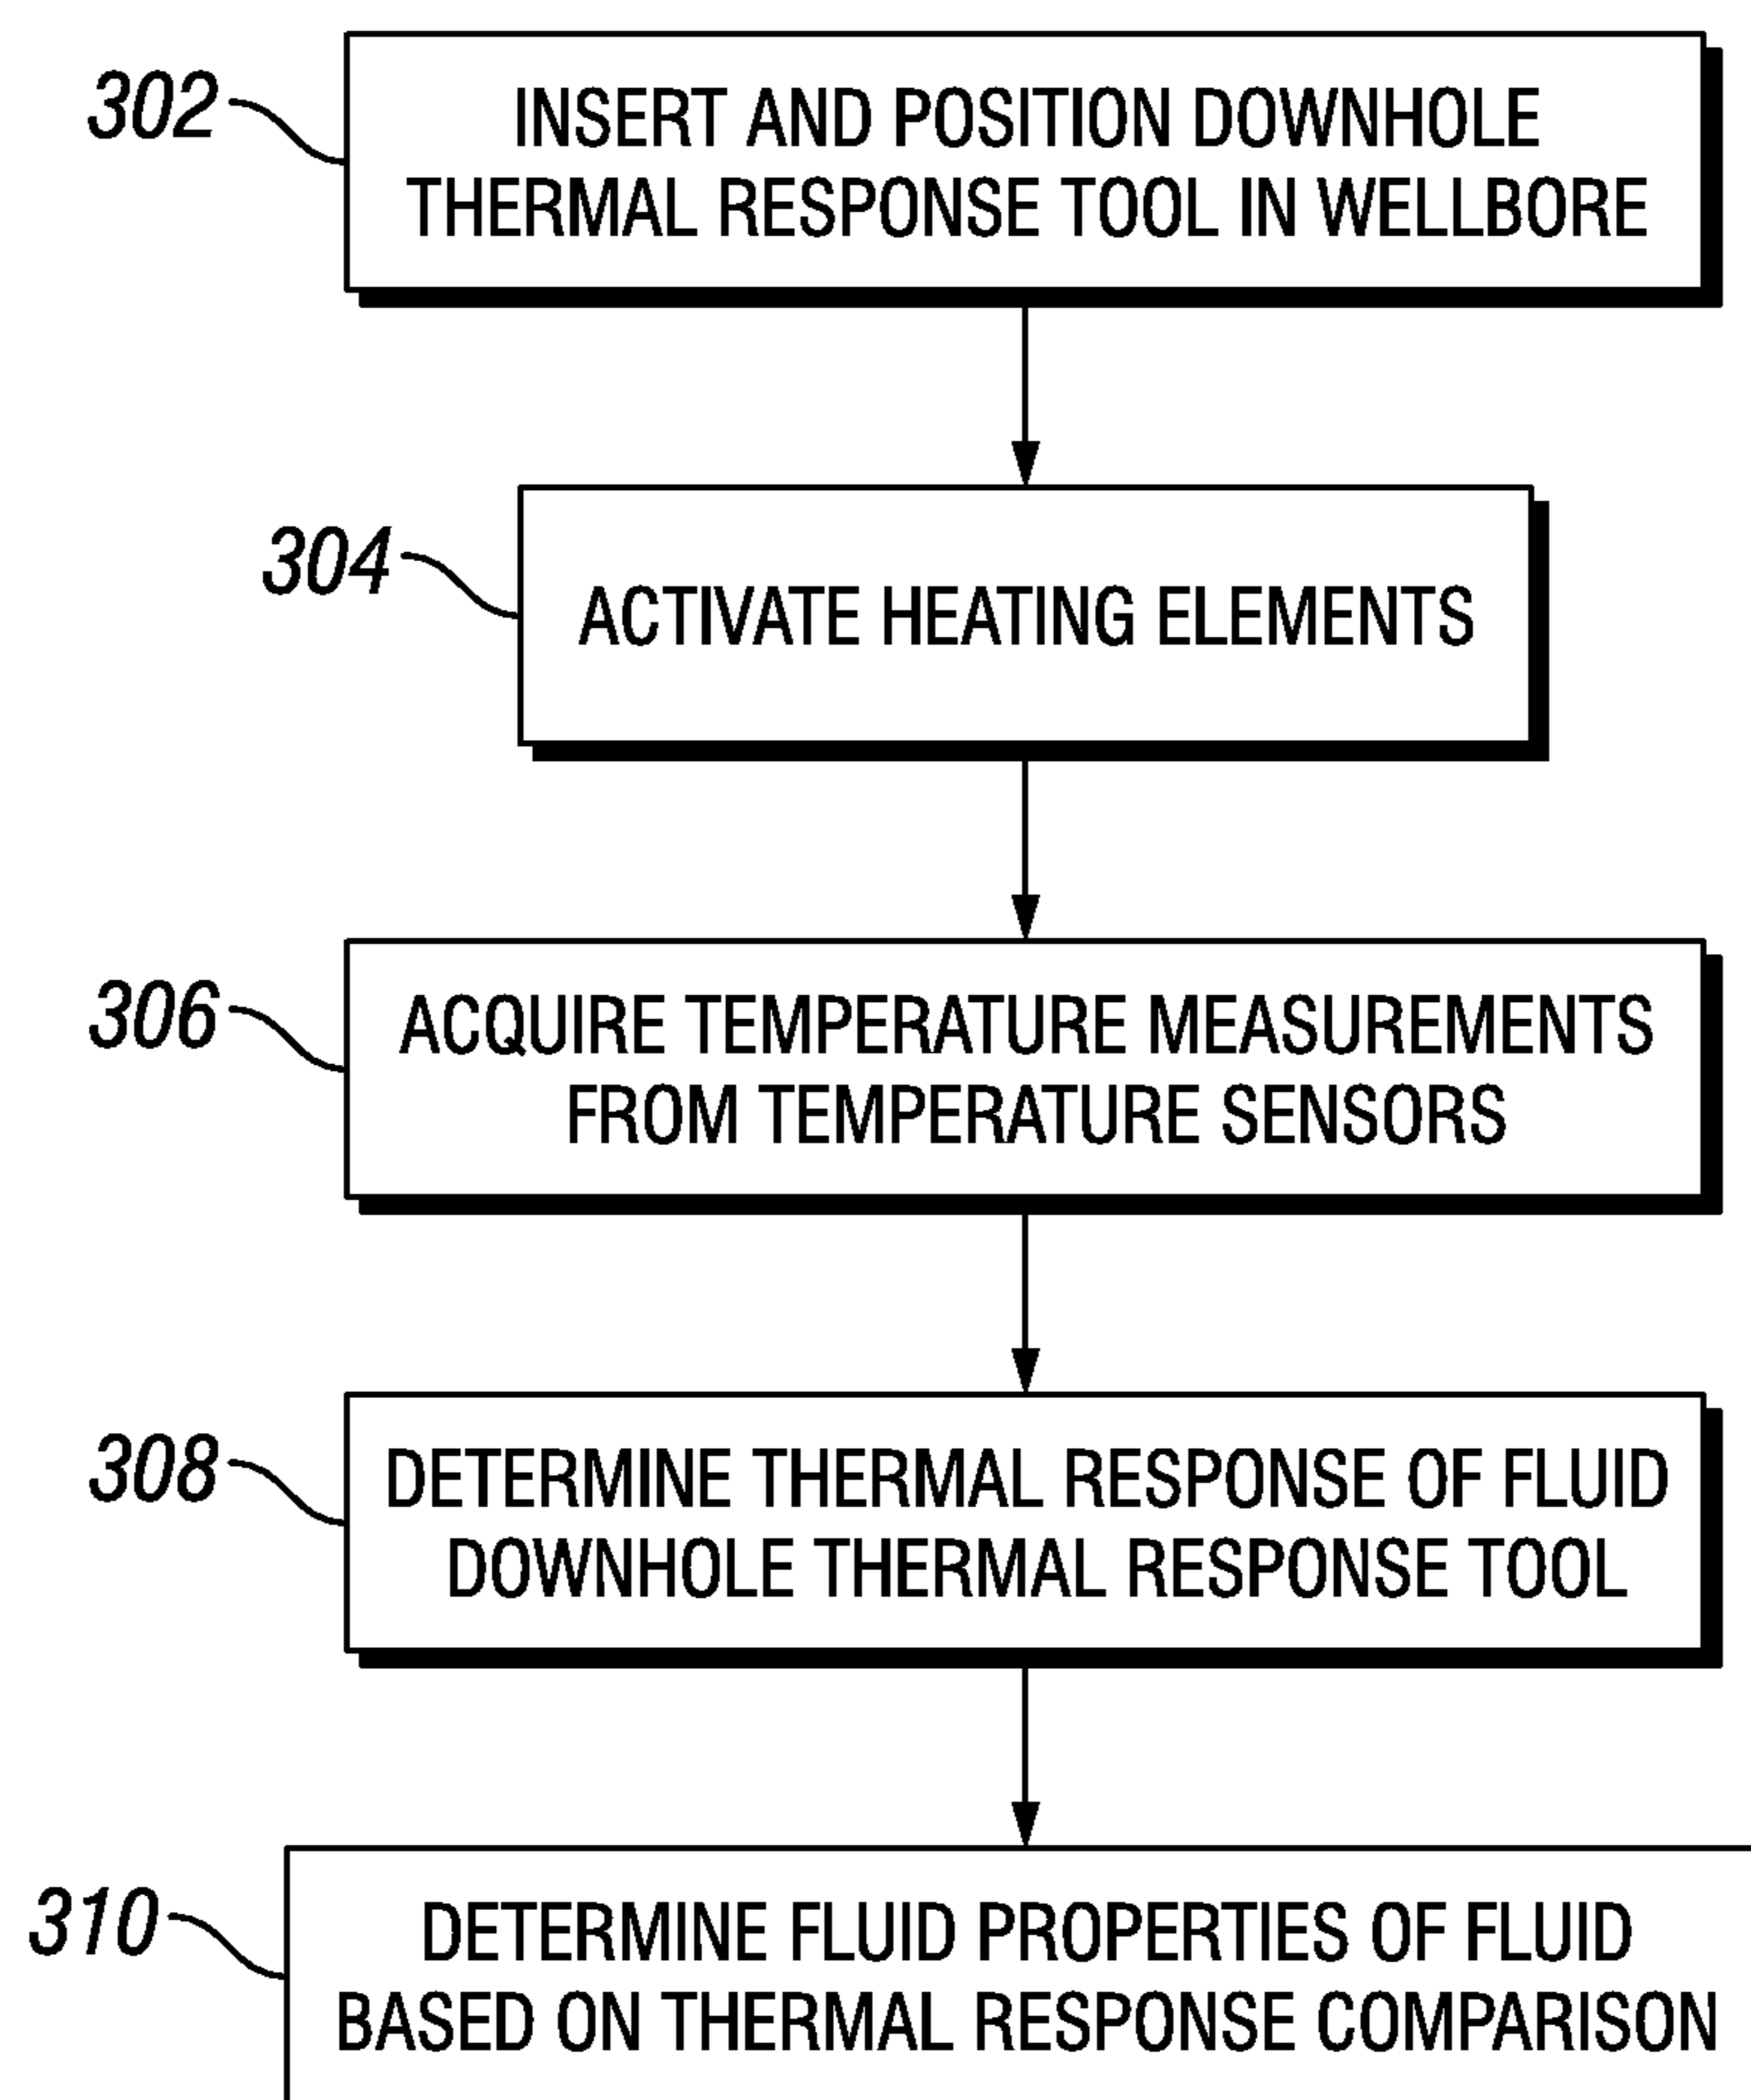 302
INSERT AND POSITION DOWNHOLE
THERMAL RESPONSE TOOL IN WELLBORE
304
ACTIVATE HEATING ELEMENTS
306
ACQUIRE TEMPERATURE MEASUREMENTS
FROM TEMPERATURE SENSORS
308
DETERMINE THERMAL RESPONSE OF FLUID
DOWNHOLE THERMAL RESPONSE TOOL
310
DETERMINE FLUID PROPERTIES OF FLUID
BASED ON THERMAL RESPONSE COMPARISON